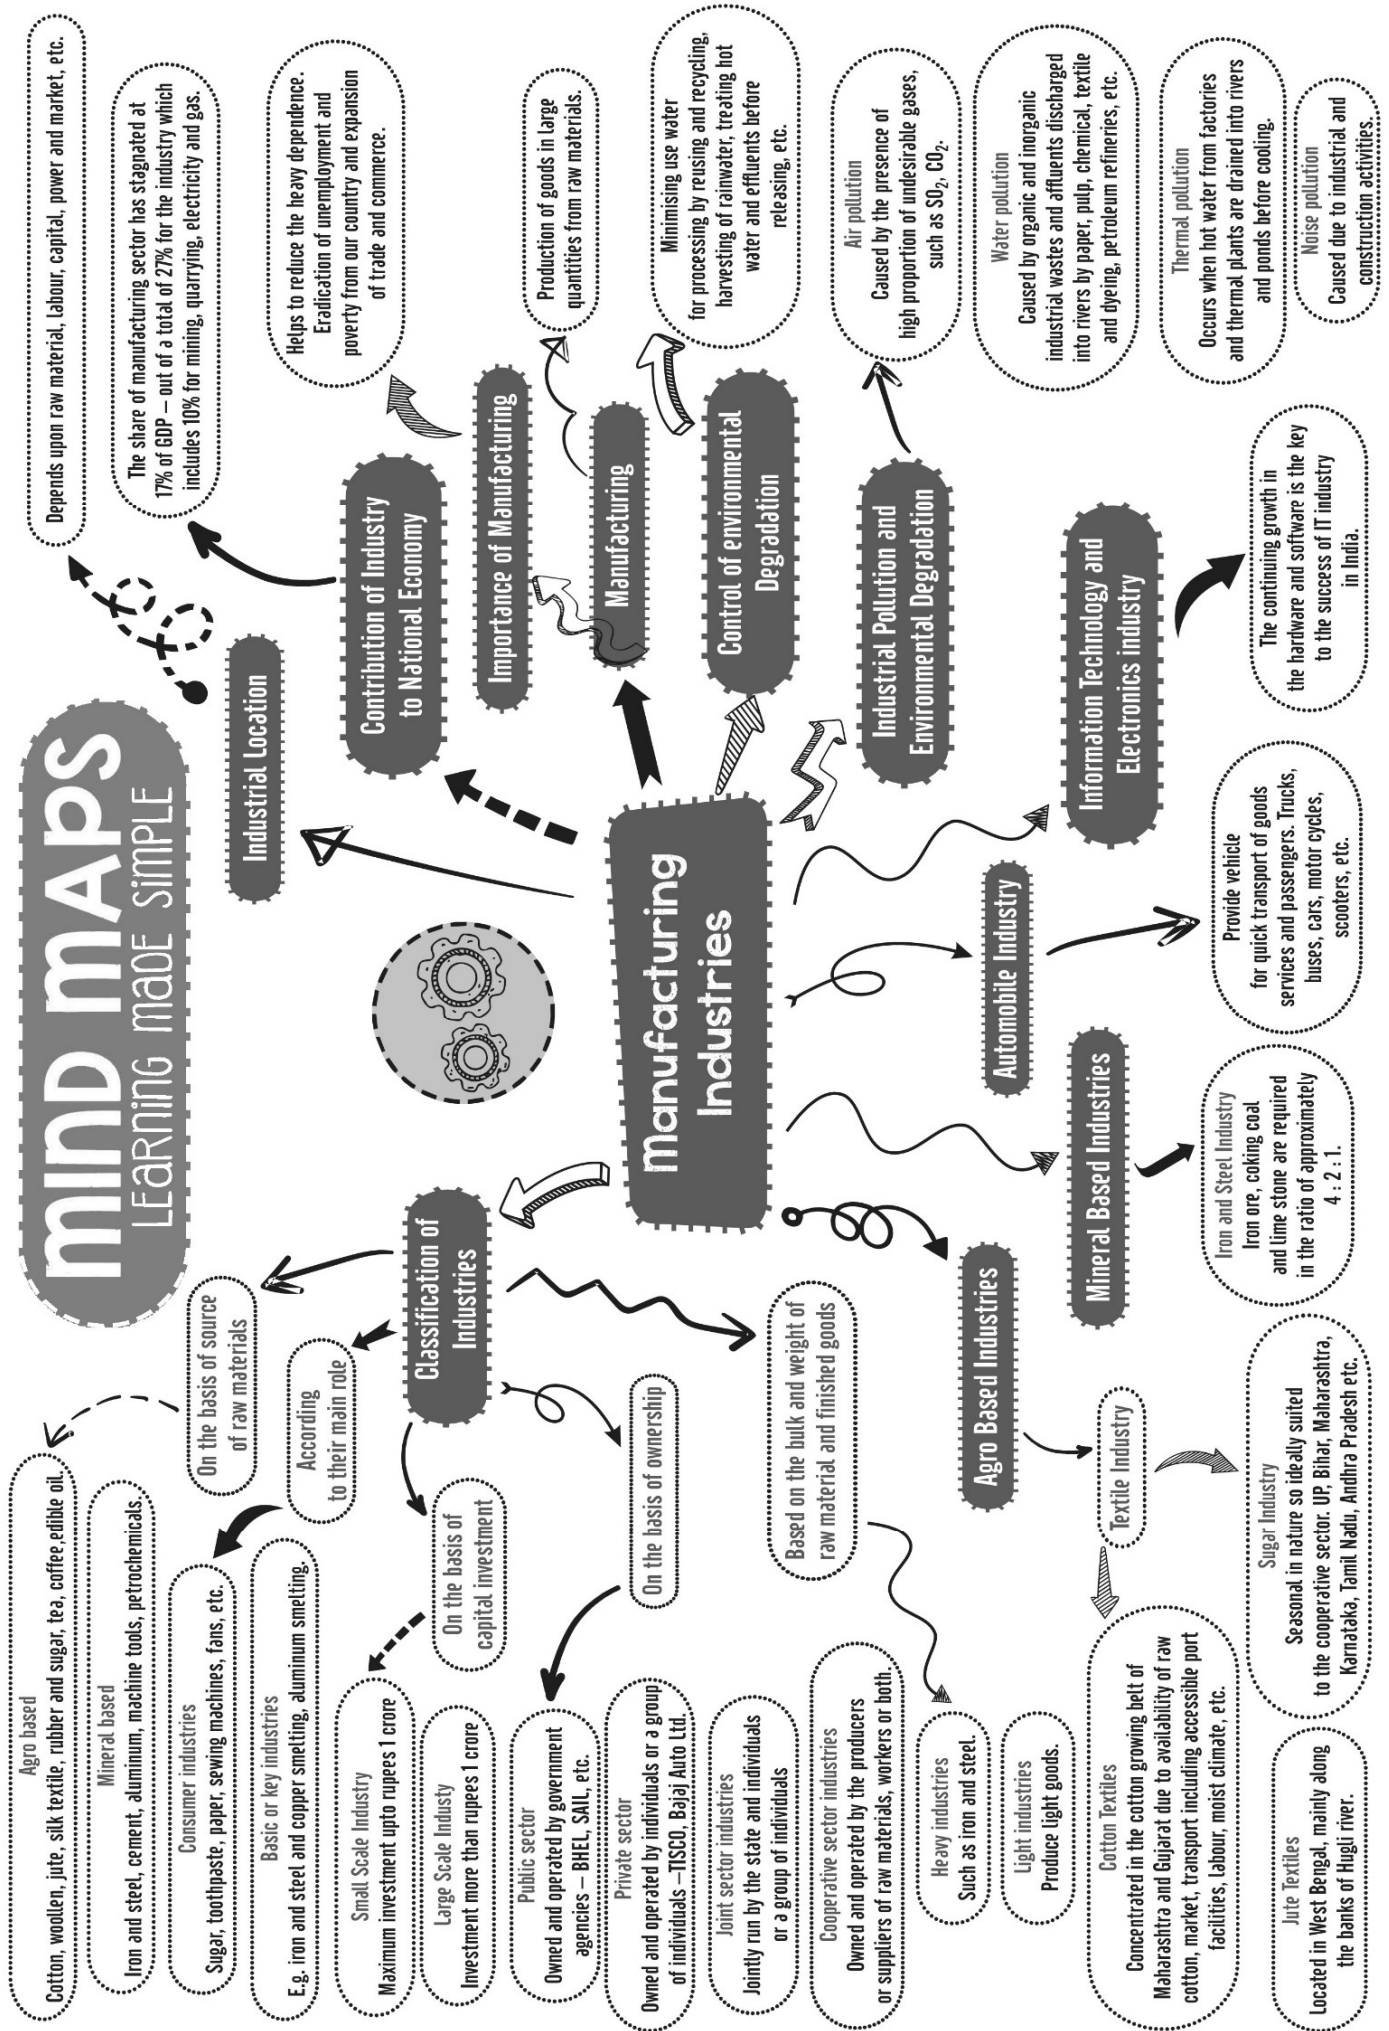 MIND MAPS
LEARNING MADE SIMPLE
Manufacturing
Industries
Industrial Location
Depends upon raw material, labour, capital, power and market, etc.
Contribution of Industry
to National Economy
The share of manufacturing sector has stagnated at
17% of GDP – out of a total of 27% for the industry which
includes 10% for mining, quarrying, electricity and gas.
Importance of Manufacturing
Helps to reduce the heavy dependence.
Eradication of unemployment and
poverty from our country and expansion
of trade and commerce.
Manufacturing
Production of goods in large
quantities from raw materials.
Control of environmental
Degradation
Minimising use water
for processing by reusing and recycling,
harvesting of rainwater, treating hot
water and effluents before
releasing, etc.
Industrial Pollution and
Environmental Degradation
Air pollution
Caused by the presence of
high proportion of undesirable gases,
such as SO₂, CO₂.
Water pollution
Caused by organic and inorganic
industrial wastes and affluents discharged
into rivers by paper, pulp, chemical, textile
and dyeing, petroleum refineries, etc.
Thermal pollution
Occurs when hot water from factories
and thermal plants are drained into rivers
and ponds before cooling.
Noise pollution
Caused due to industrial and
construction activities.
Information Technology and
Electronics industry
The continuing growth in
the hardware and software is the key
to the success of IT industry
in India.
Automobile Industry
Provide vehicle
for quick transport of goods
services and passengers. Trucks,
buses, cars, motor cycles,
scooters, etc.
Mineral Based Industries
Iron and Steel Industry
Iron ore, coking coal
and lime stone are required
in the ratio of approximately
4 : 2 : 1.
Agro Based Industries
Textile Industry
Sugar Industry
Seasonal in nature so ideally suited
to the cooperative sector. UP, Bihar, Maharashtra,
Karnataka, Tamil Nadu, Andhra Pradesh etc.
Cotton Textiles
Concentrated in the cotton growing belt of
Maharashtra and Gujarat due to availability of raw
cotton, market, transport including accessible port
facilities, labour, moist climate, etc.
Jute Textiles
Located in West Bengal, mainly along
the banks of Hugli river.
Classification of
Industries
On the basis of source
of raw materials
Agro based
Cotton, woollen, jute, silk textile, rubber and sugar, tea, coffee,edible oil.
Mineral based
Iron and steel, cement, aluminum, machine tools, petrochemicals.
According
to their main role
Consumer industries
Sugar, toothpaste, paper, sewing machines, fans, etc.
Basic or key industries
E.g. iron and steel and copper smelting, aluminum smelting.
On the basis of
capital investment
Small Scale Industry
Maximum investment upto rupees 1 crore
Large Scale Industy
Investment more than rupees 1 crore
On the basis of ownership
Public sector
Owned and operated by government
agencies – BHEL, SAIL, etc.
Private sector
Owned and operated by individuals or a group
of individuals –TISCO, Bajaj Auto Ltd.
Joint sector industries
Jointly run by the state and individuals
or a group of individuals
Cooperative sector industries
Owned and operated by the producers
or suppliers of raw materials, workers or both.
Based on the bulk and weight of
raw material and finished goods
Heavy industries
Such as iron and steel.
Light industries
Produce light goods.